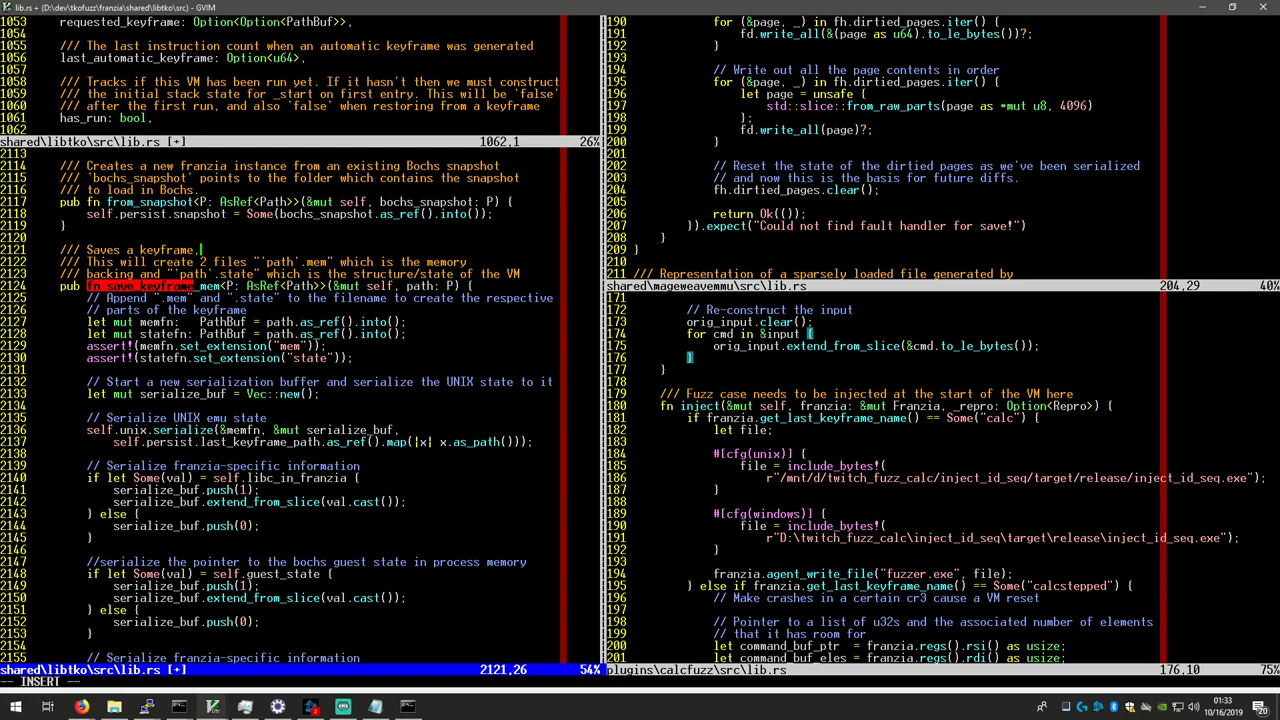 lib.rs + (D:\dev\tkofuzz\franzia\shared\libtko\src) - GVIM
1053     requested_keyframe: Option<Option<PathBuf>>,
1054
1055     /// The last instruction count when an automatic keyframe was generated
1056     last_automatic_keyframe: Option<u64>,
1057
1058     /// Tracks if this VM has been run yet. If it hasn't then we must construct
1059     /// the initial stack state for _start on first entry. This will be 'false'
1060     /// after the first run, and also 'false' when restoring from a keyframe
1061     has_run: bool,
1062
shared\libtko\src\lib.rs [+] 1062,1 26%
2113
2114     /// Creates a new franzia instance from an existing Bochs snapshot
2115     /// 'bochs_snapshot' points to the folder which contains the snapshot
2116     /// to load in Bochs.
2117     pub fn from_snapshot<P: AsRef<Path>>(&mut self, bochs_snapshot: P) {
2118         self.persist.snapshot = Some(bochs_snapshot.as_ref().into());
2119     }
2120
2121     /// Saves a keyframe,
2122     /// This will create 2 files "'path'.mem" which is the memory
2123     /// backing and "'path'.state" which is the structure/state of the VM
2124     pub fn save_keyframe_mem<P: AsRef<Path>>(&mut self, path: P) {
2125         // Append ".mem" and ".state" to the filename to create the respective
2126         // parts of the keyframe
2127         let mut memfn:   PathBuf = path.as_ref().into();
2128         let mut statefn: PathBuf = path.as_ref().into();
2129         assert!(memfn.set_extension("mem"));
2130         assert!(statefn.set_extension("state"));
2131
2132         // Start a new serialization buffer and serialize the UNIX state to it
2133         let mut serialize_buf = Vec::new();
2134
2135         // Serialize UNIX emu state
2136         self.unix.serialize(&memfn, &mut serialize_buf,
2137             self.persist.last_keyframe_path.as_ref().map(|x| x.as_path()));
2138
2139         // Serialize franzia-specific information
2140         if let Some(val) = self.libc_in_franzia {
2141             serialize_buf.push(1);
2142             serialize_buf.extend_from_slice(val.cast());
2143         } else {
2144             serialize_buf.push(0);
2145         }
2146
2147         //serialize the pointer to the bochs guest state in process memory
2148         if let Some(val) = self.guest_state {
2149             serialize_buf.push(1);
2150             serialize_buf.extend_from_slice(val.cast());
2151         } else {
2152             serialize_buf.push(0);
2153         }
2154
2155         // Serialize franzia-specific information
shared\libtko\src\lib.rs [+] 2121,26 54%
-- INSERT --
190             for (&page, _) in fh.dirtied_pages.iter() {
191                 fd.write_all(&(page as u64).to_le_bytes())?;
192             }
193
194             // Write out all the page contents in order
195             for (&page, _) in fh.dirtied_pages.iter() {
196                 let page = unsafe {
197                     std::slice::from_raw_parts(page as *mut u8, 4096)
198                 };
199                 fd.write_all(page)?;
200             }
201
202             // Reset the state of the dirtied pages as we've been serialized
203             // and now this is the basis for future diffs.
204             fh.dirtied_pages.clear();
205
206             return Ok(());
207         }).expect("Could not find fault handler for save!")
208     }
209 }
210
211 /// Representation of a sparsely loaded file generated by
shared\mageweavemmu\src\lib.rs 204,29 40%
171
172         // Re-construct the input
173         orig_input.clear();
174         for cmd in &input {
175             orig_input.extend_from_slice(&cmd.to_le_bytes());
176         }
177     }
178
179     /// Fuzz case needs to be injected at the start of the VM here
180     fn inject(&mut self, franzia: &mut Franzia, _repro: Option<Repro>) {
181         if franzia.get_last_keyframe_name() == Some("calc") {
182             let file;
183
184             #[cfg(unix)] {
185                 file = include_bytes!(
186                     r"/mnt/d/twitch_fuzz_calc/inject_id_seq/target/release/inject_id_seq.exe");
187             }
188
189             #[cfg(windows)] {
190                 file = include_bytes!(
191                     r"D:\twitch_fuzz_calc\inject_id_seq\target\release\inject_id_seq.exe");
192             }
193
194             franzia.agent_write_file("fuzzer.exe", file);
195         } else if franzia.get_last_keyframe_name() == Some("calcstepped") {
196             // Make crashes in a certain cr3 cause a VM reset
197
198             // Pointer to a list of u32s and the associated number of elements
199             // that it has room for
200             let command_buf_ptr  = franzia.regs().rsi() as usize;
201             let command_buf_eles = franzia.regs().rdi() as usize;
plugins\calcfuzz\src\lib.rs 176,10 75%
01:33
10/16/2019
20